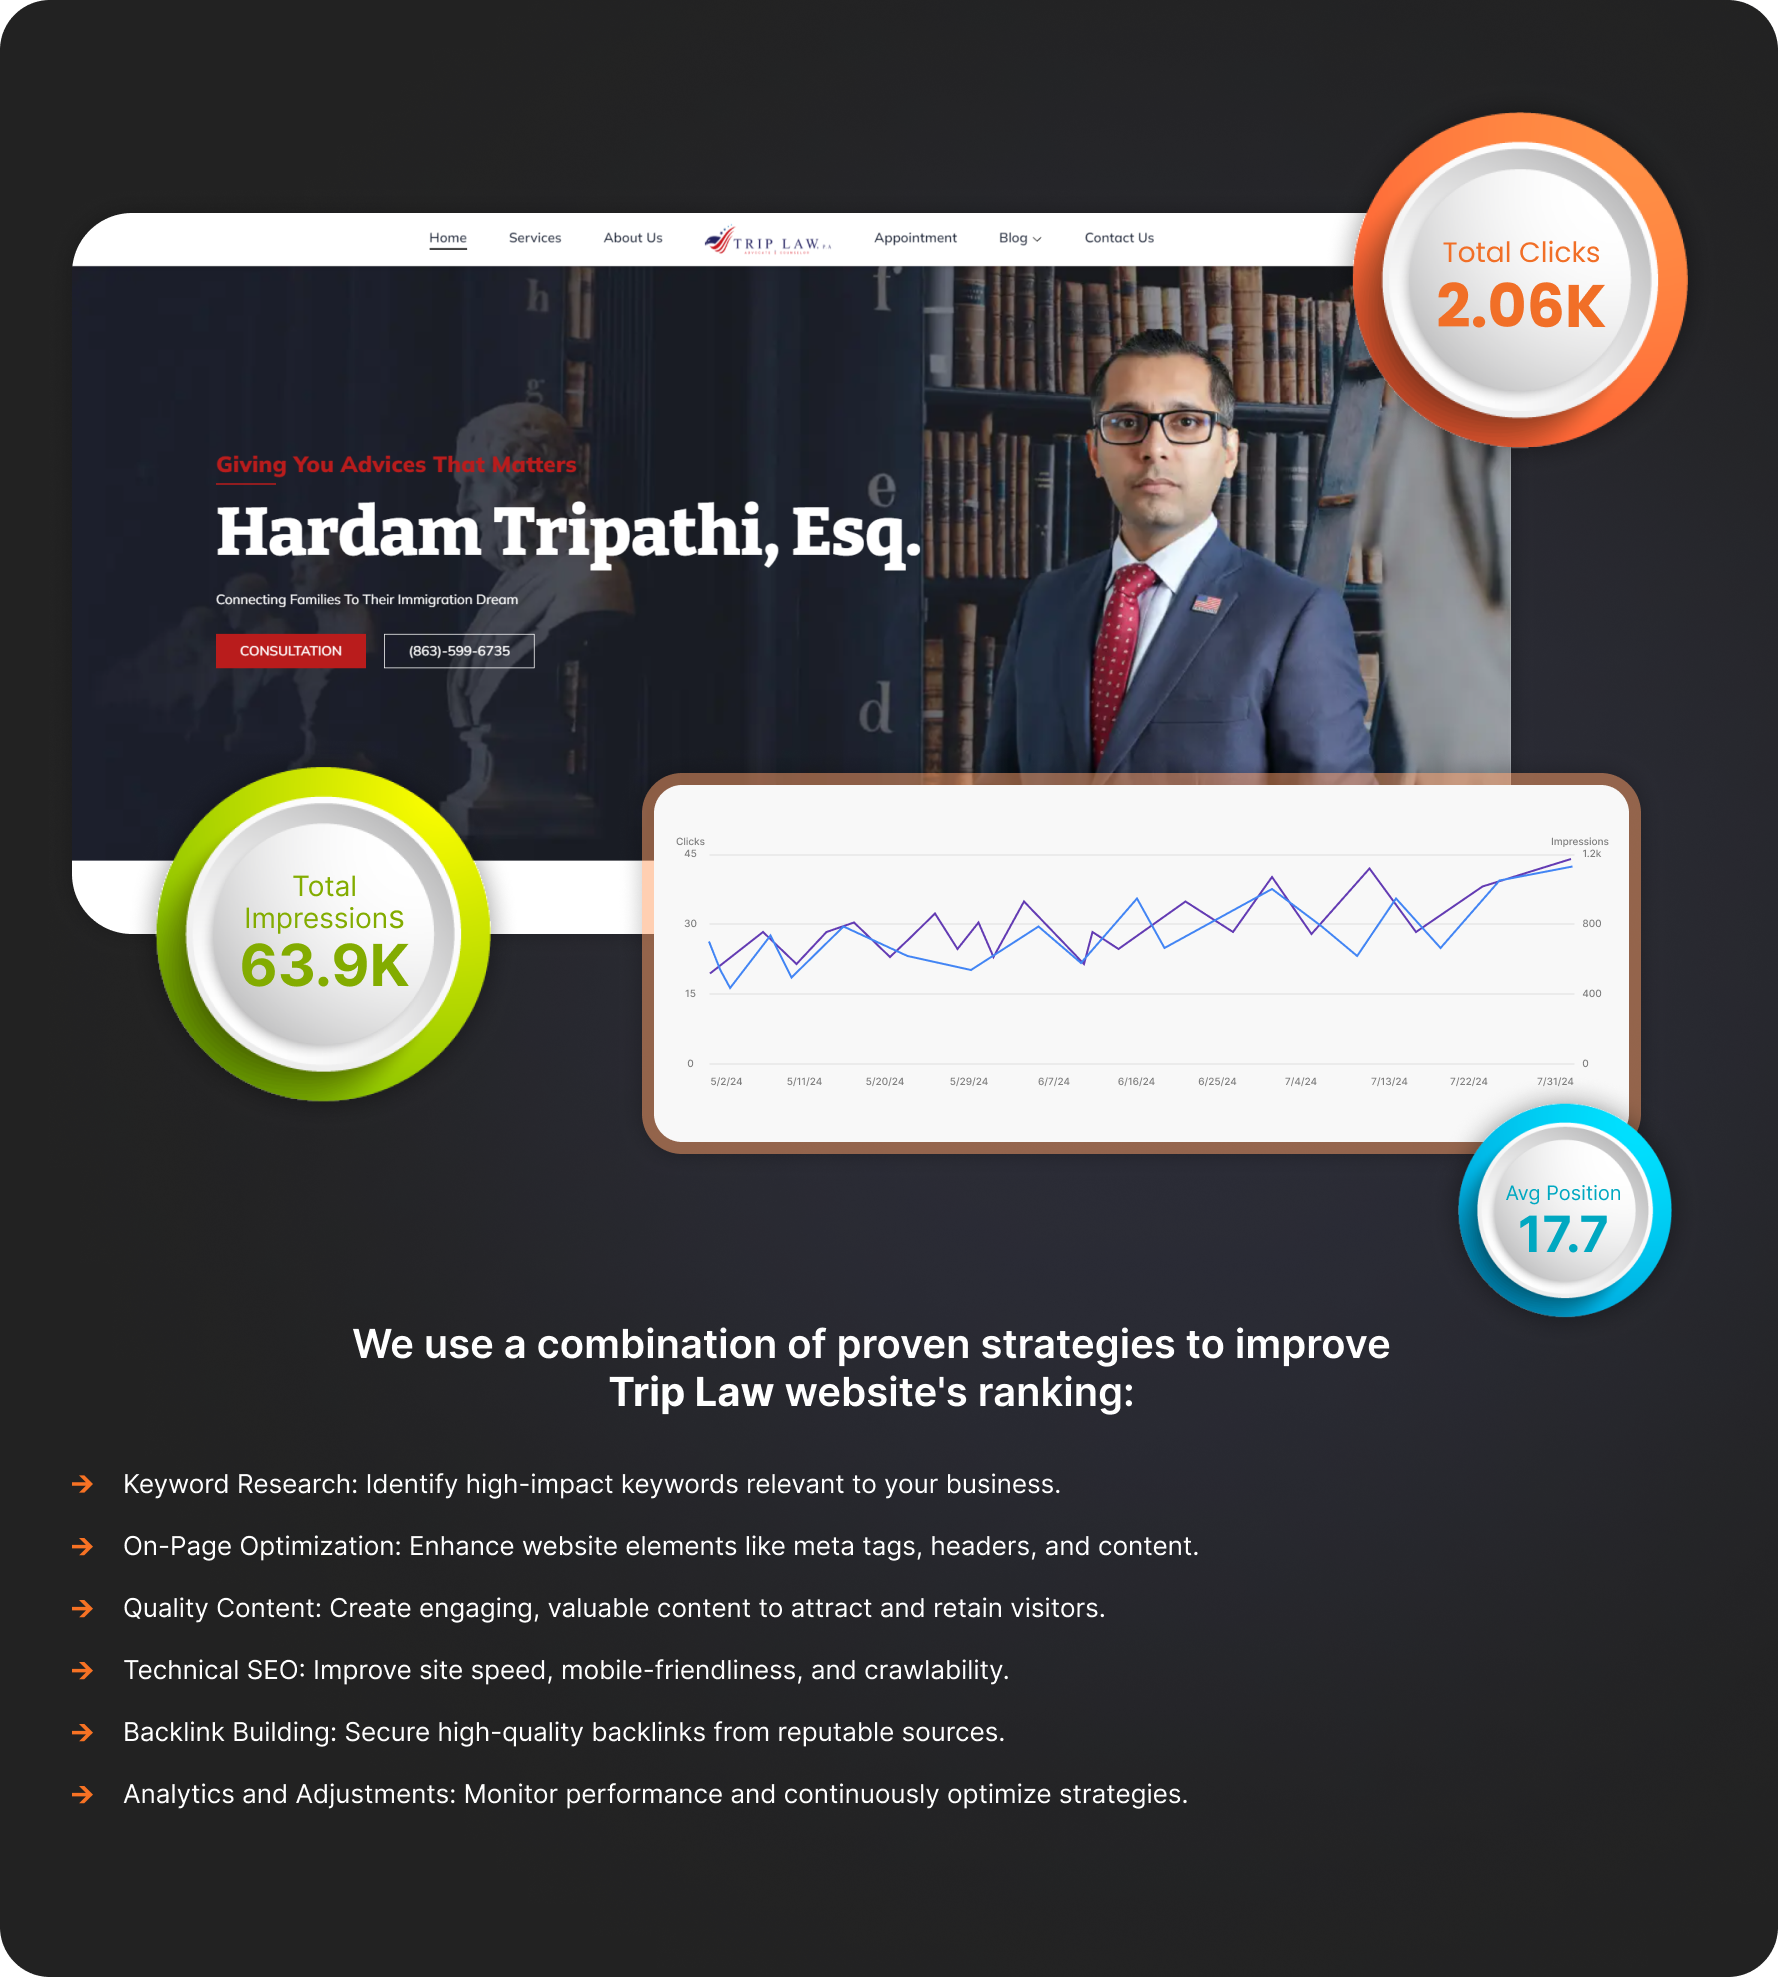 Home
Services
About Us
TRIP LAW, P.A
Appointment
Blog
Contact Us
Total Clicks
2.06K
h
f
g
e
d
Giving You Advices That Matters
Hardam Tripathi, Esq.
Connecting Families To Their Immigration Dream
CONSULTATION
(863)-599-6735
Total
Impressions
63.9K
Clicks
Impressions
45
1.2k
30
800
15
400
0
0
5/2/24
5/11/24
5/20/24
5/29/24
6/7/24
6/16/24
6/25/24
7/4/24
7/13/24
7/22/24
7/31/24
Avg Position
17.7
We use a combination of proven strategies to improve
Trip Law website's ranking:
Keyword Research: Identify high-impact keywords relevant to your business.
On-Page Optimization: Enhance website elements like meta tags, headers, and content.
Quality Content: Create engaging, valuable content to attract and retain visitors.
Technical SEO: Improve site speed, mobile-friendliness, and crawlability.
Backlink Building: Secure high-quality backlinks from reputable sources.
Analytics and Adjustments: Monitor performance and continuously optimize strategies.